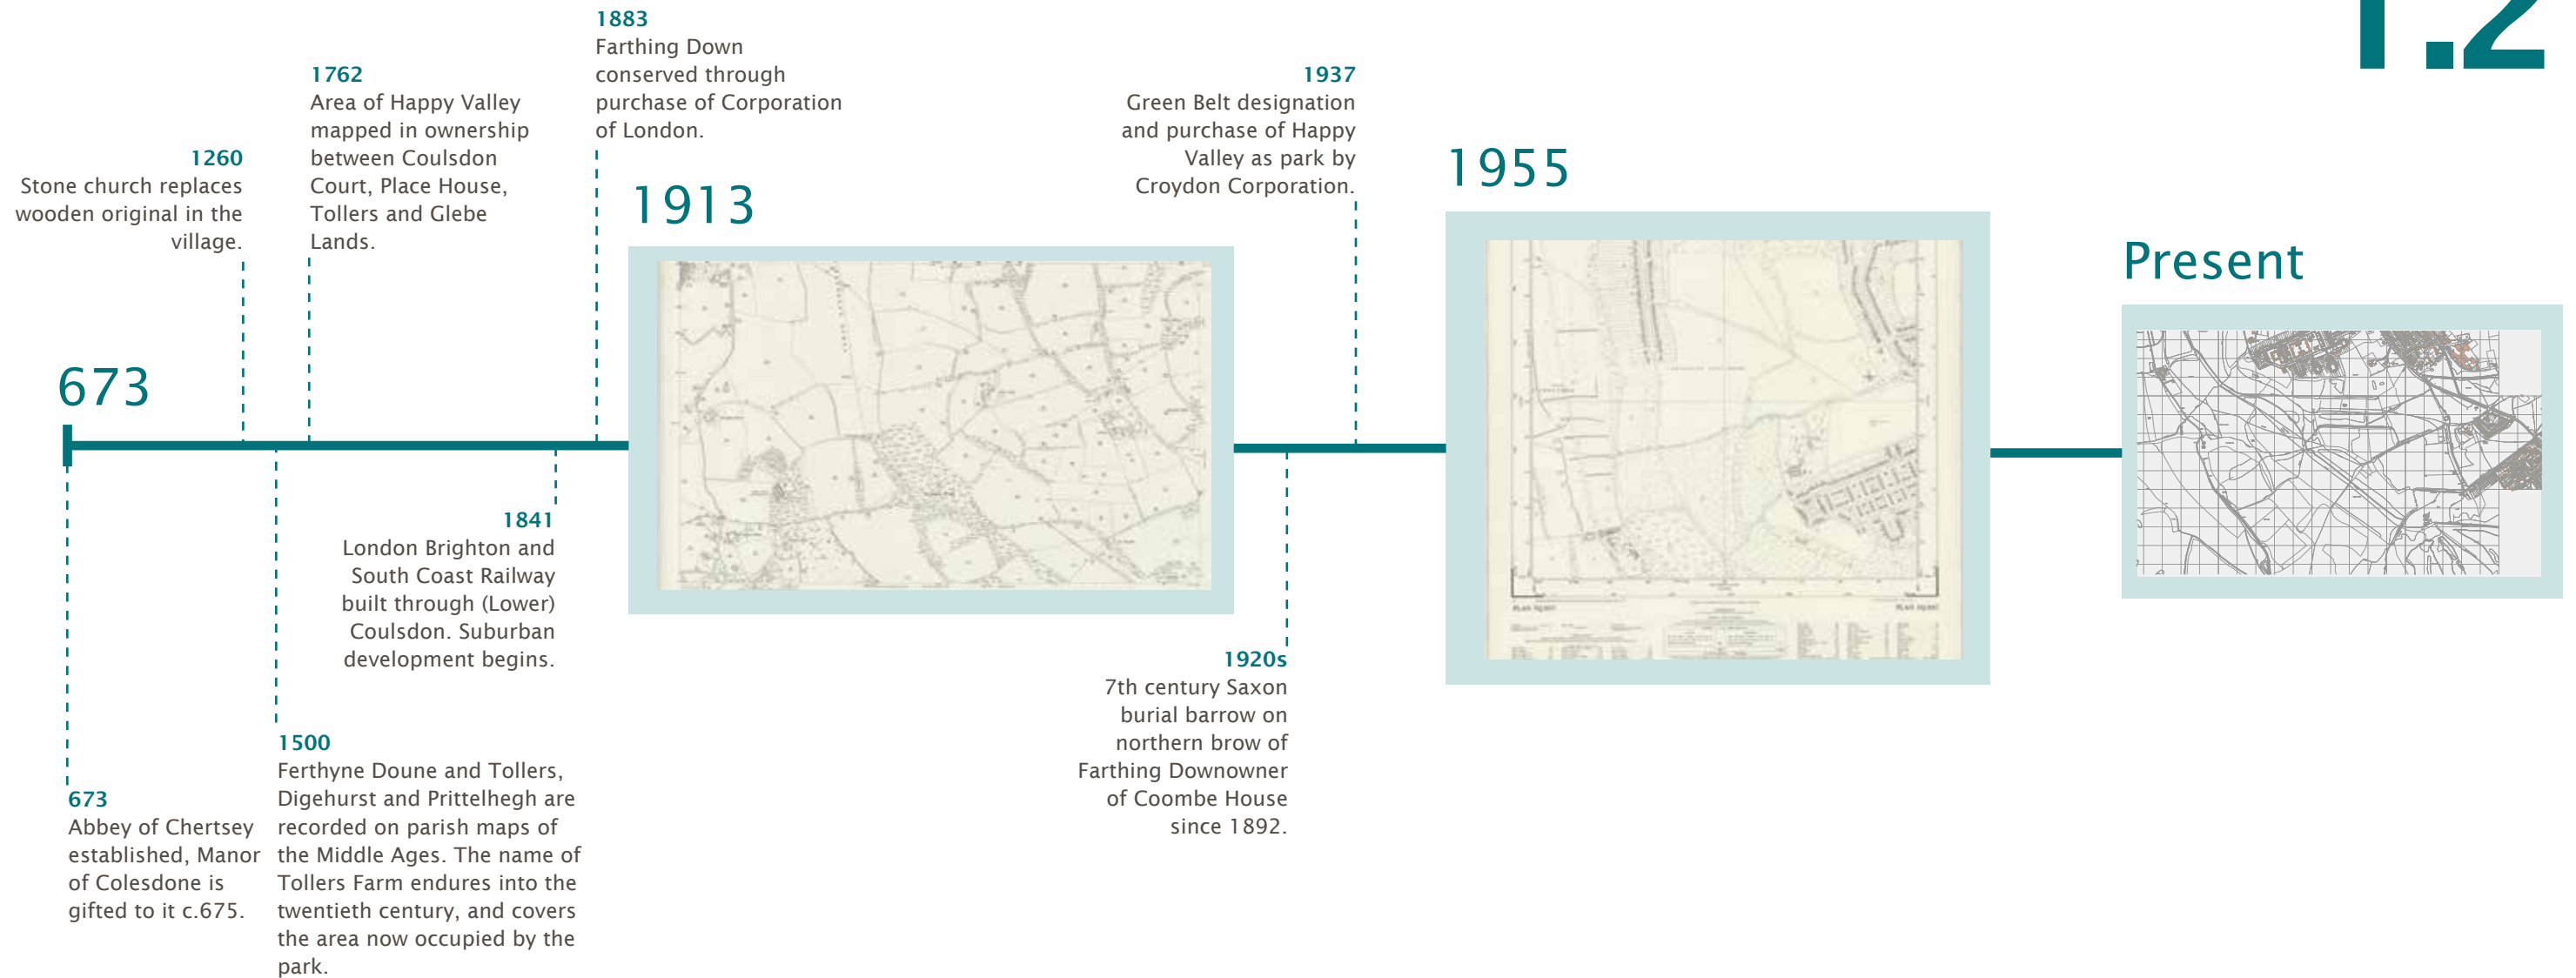 1.2
1883
Farthing Down
conserved through
purchase of Corporation
of London.
1762
Area of Happy Valley
mapped in ownership
between Coulsdon
Court, Place House,
Tollers and Glebe
Lands.
1937
Green Belt designation
and purchase of Happy
Valley as park by
Croydon Corporation.
1260
Stone church replaces
wooden original in the
village.
1913
1955
Present
673
1841
London Brighton and
South Coast Railway
built through (Lower)
Coulsdon. Suburban
development begins.
1920s
7th century Saxon
burial barrow on
northern brow of
Farthing Downowner
of Coombe House
since 1892.
1500
Ferthyne Doune and Tollers,
Digehurst and Prittelhegh are
recorded on parish maps of
the Middle Ages. The name of
Tollers Farm endures into the
twentieth century, and covers
the area now occupied by the
park.
673
Abbey of Chertsey
established, Manor
of Colesdone is
gifted to it c.675.